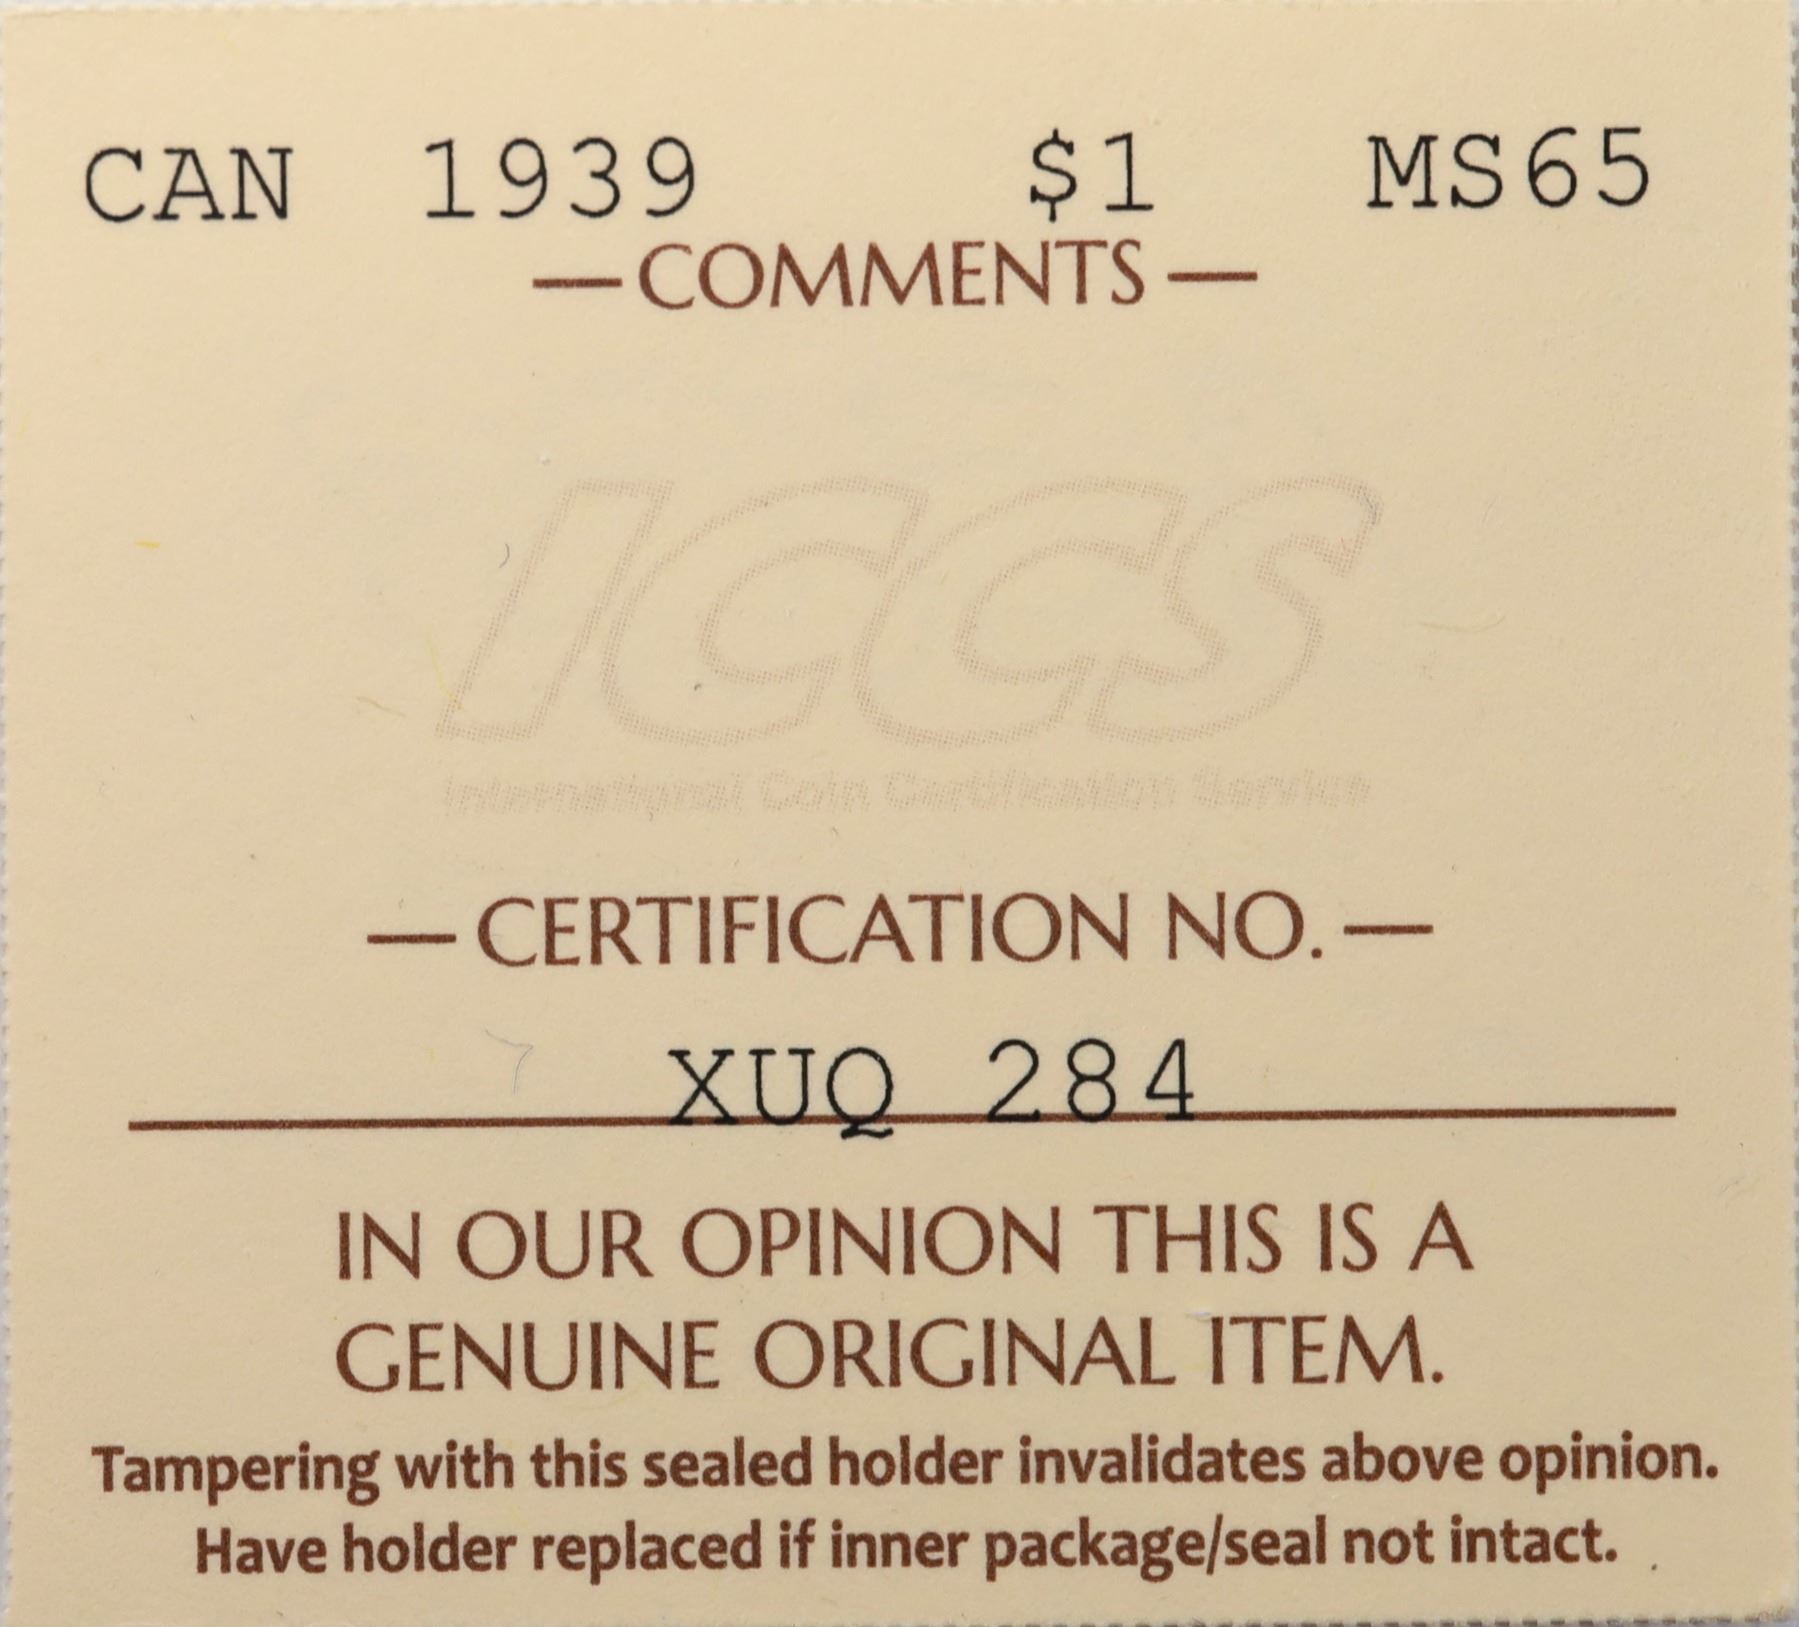 CAN 1939 $1 MS65
— COMMENTS —
ICCS
International Coin Certification Service
— CERTIFICATION NO. —
XUQ 284
IN OUR OPINION THIS IS A
GENUINE ORIGINAL ITEM.
Tampering with this sealed holder invalidates above opinion.
Have holder replaced if inner package/seal not intact.